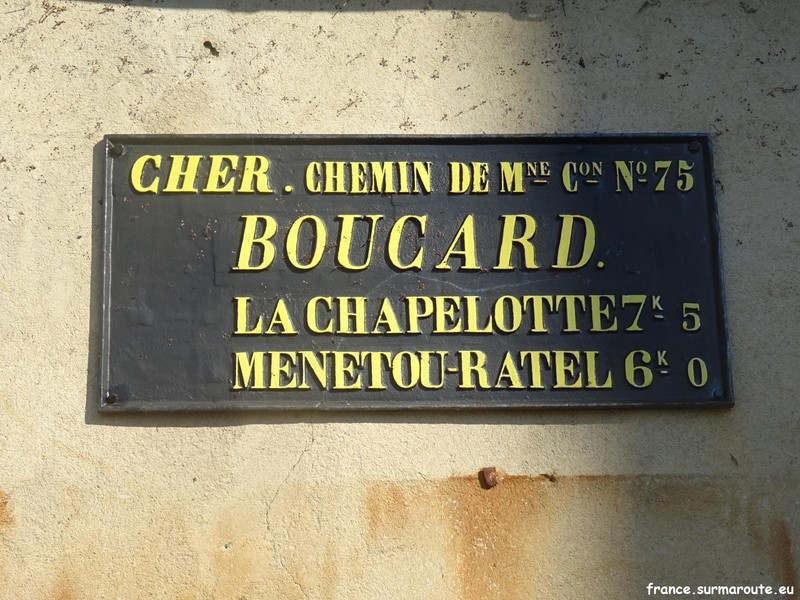 CHER. CHEMIN DE MNE CON NO 75
BOUCARD.
LA CHAPELOTTE 7K 5
MENETOU-RATEL 6K 0
france.surmaroute.eu